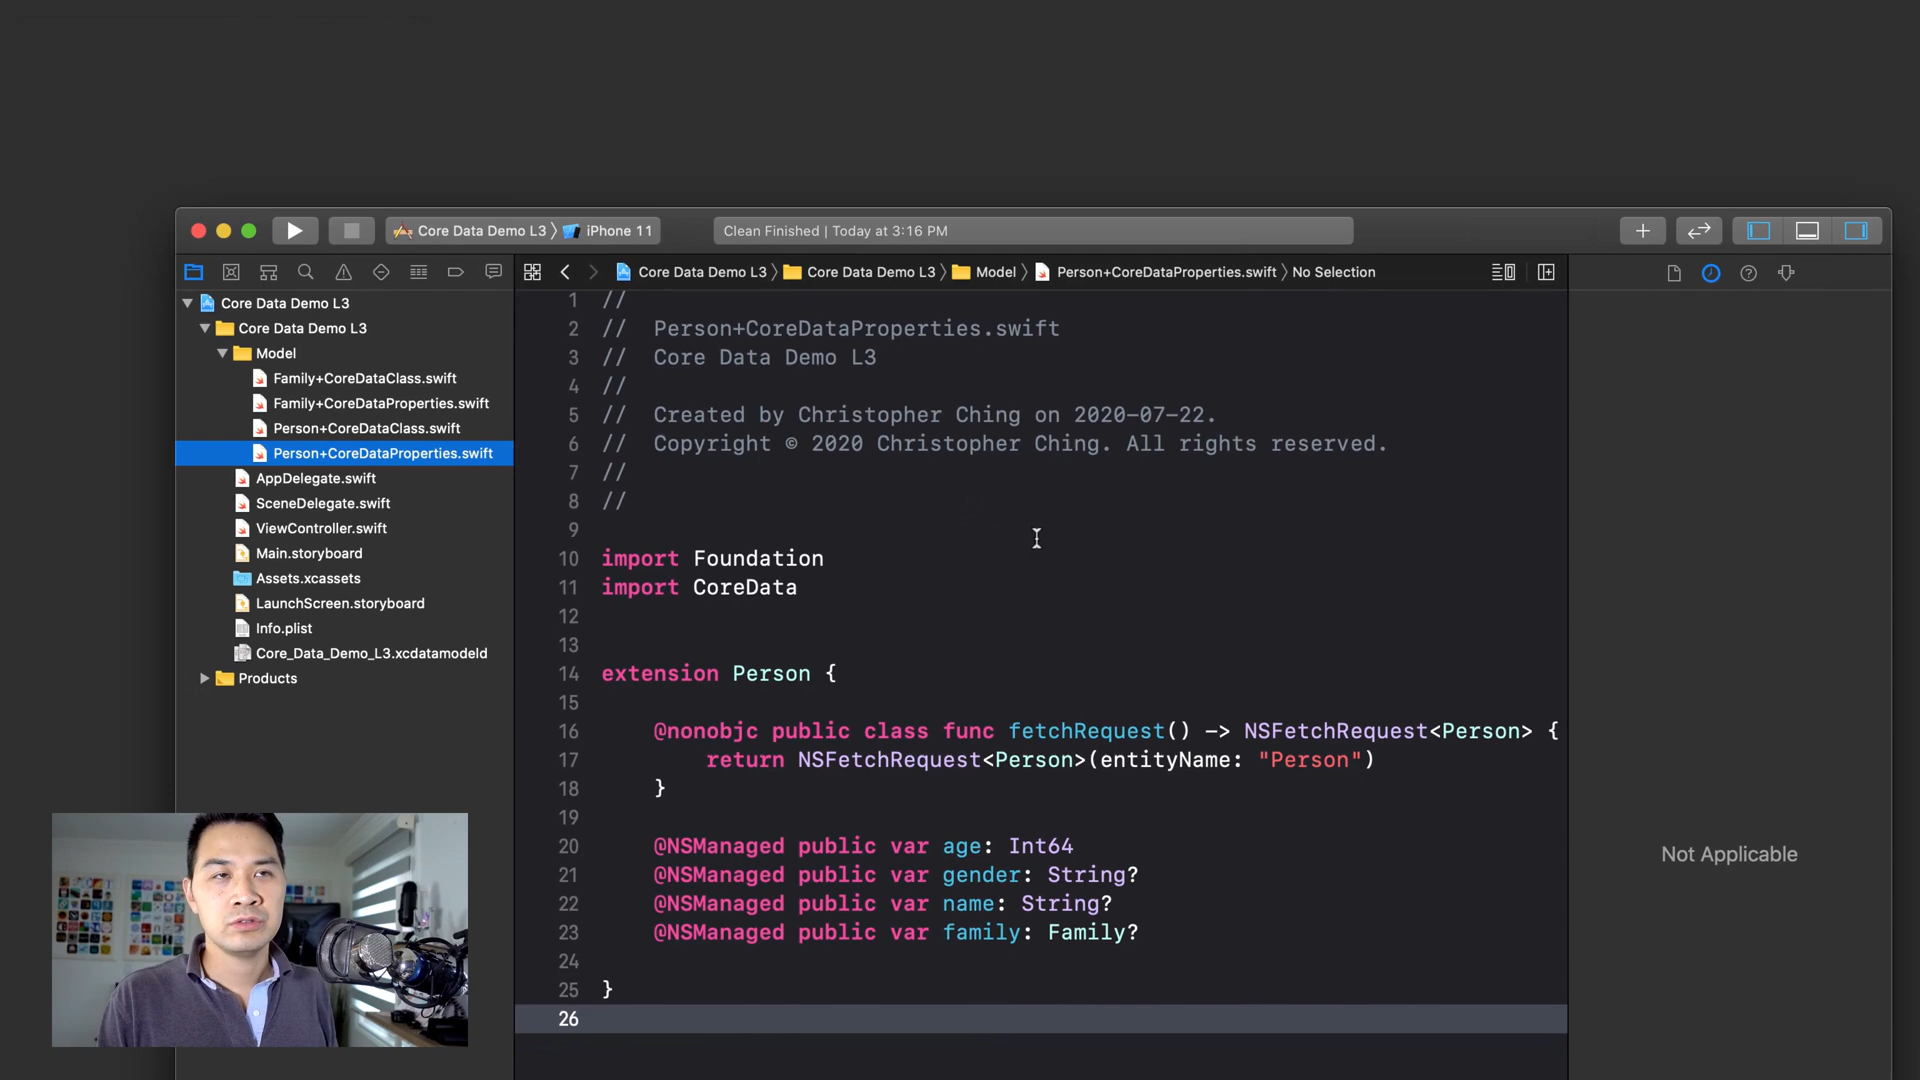 Core Data Demo L3 〉 iPhone 11
Clean Finished | Today at 3:16 PM
Core Data Demo L3 〉 Core Data Demo L3 〉 Model 〉 Person+CoreDataProperties.swift 〉 No Selection
Core Data Demo L3
Core Data Demo L3
Model
Family+CoreDataClass.swift
Family+CoreDataProperties.swift
Person+CoreDataClass.swift
Person+CoreDataProperties.swift
AppDelegate.swift
SceneDelegate.swift
ViewController.swift
Main.storyboard
Assets.xcassets
LaunchScreen.storyboard
Info.plist
Core_Data_Demo_L3.xcdatamodeld
Products
1 //
2 //  Person+CoreDataProperties.swift
3 //  Core Data Demo L3
4 //
5 //  Created by Christopher Ching on 2020-07-22.
6 //  Copyright © 2020 Christopher Ching. All rights reserved.
7 //
8 //
9
10 import Foundation
11 import CoreData
12
13
14 extension Person {
15
16     @nonobjc public class func fetchRequest() -> NSFetchRequest<Person> {
17         return NSFetchRequest<Person>(entityName: "Person")
18     }
19
20     @NSManaged public var age: Int64
21     @NSManaged public var gender: String?
22     @NSManaged public var name: String?
23     @NSManaged public var family: Family?
24
25 }
26
Not Applicable